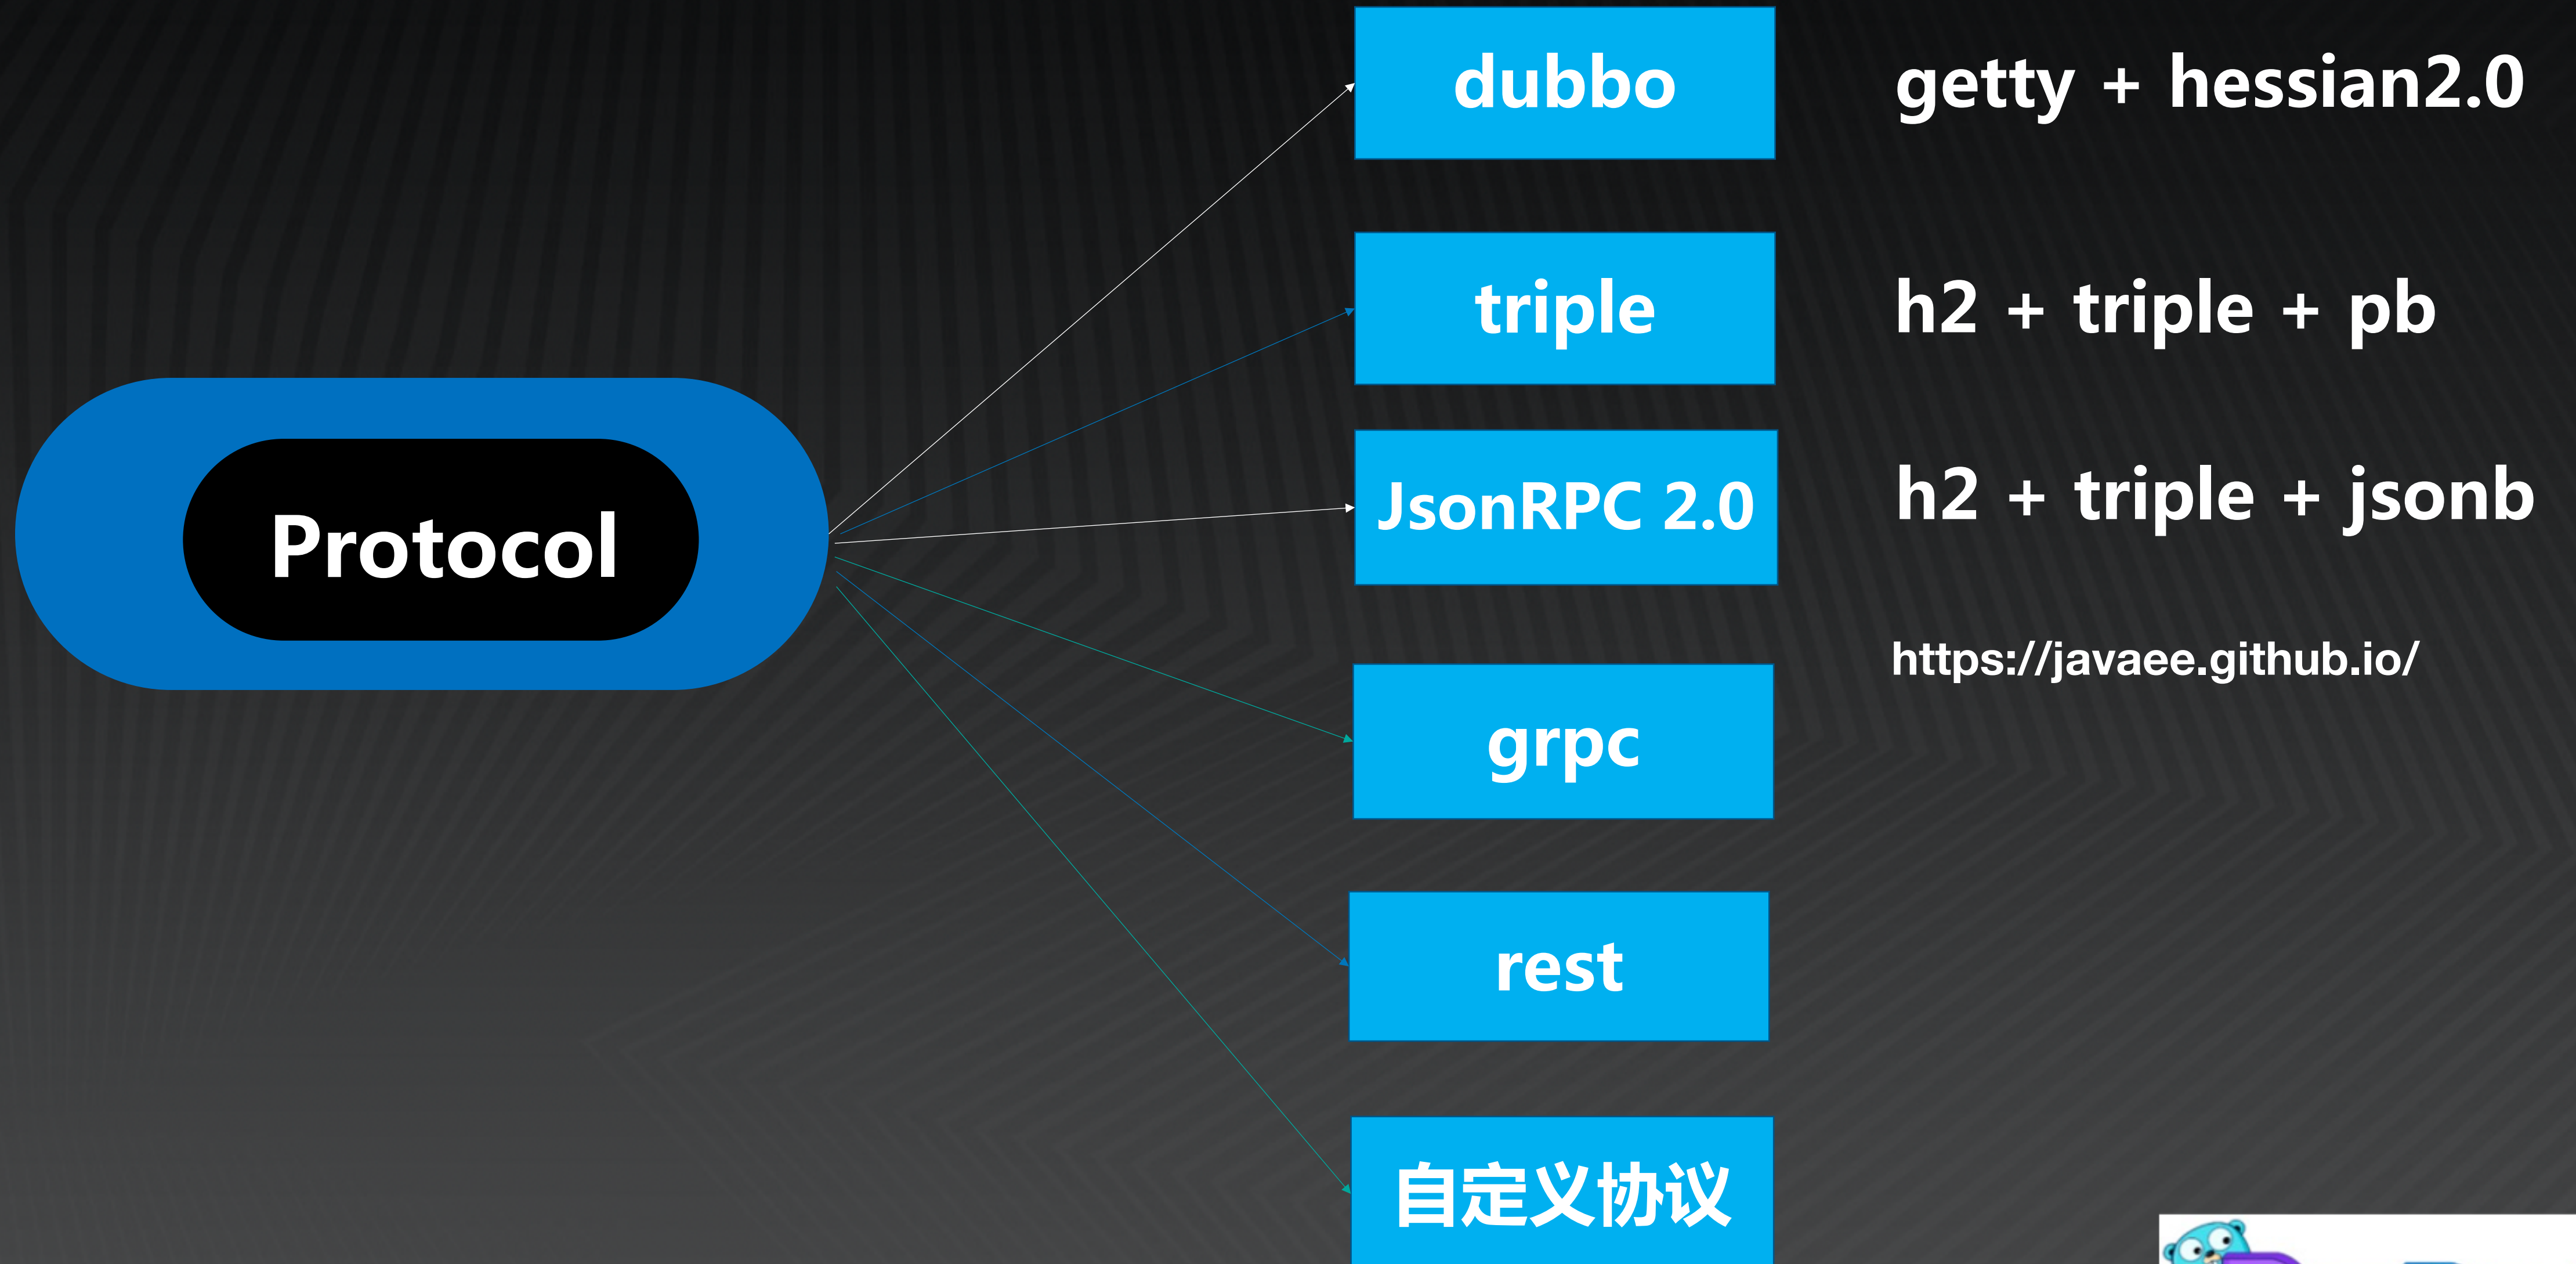 dubbo
getty + hessian2.0
triple
h2 + triple + pb
JsonRPC 2.0
h2 + triple + jsonb
Protocol
https://javaee.github.io/
grpc
rest
自定义协议